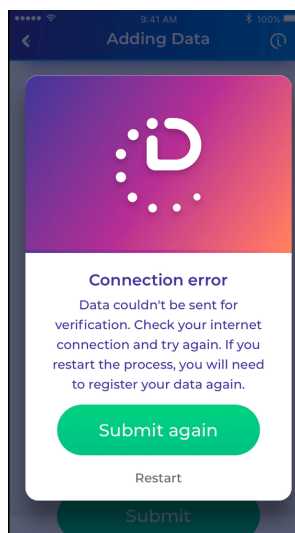 9:41 AM
100%
Adding Data
Connection error
Data couldn't be sent for
verification. Check your internet
connection and try again. If you
restart the process, you will need
to register your data again.
Submit again
Restart
Submit